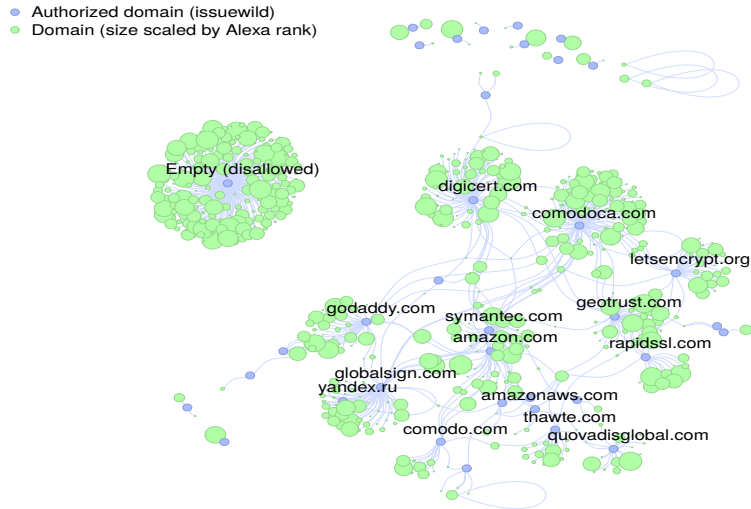 Authorized domain (issuewild)
Domain (size scaled by Alexa rank)
Empty (disallowed)
digicert.com
comodoca.com
letsencrypt.org
godaddy.com
geotrust.com
symantec.com
amazon.com
rapidssl.com
globalsign.com
yandex.ru
amazonaws.com
thawte.com
comodo.com
quovadisglobal.com